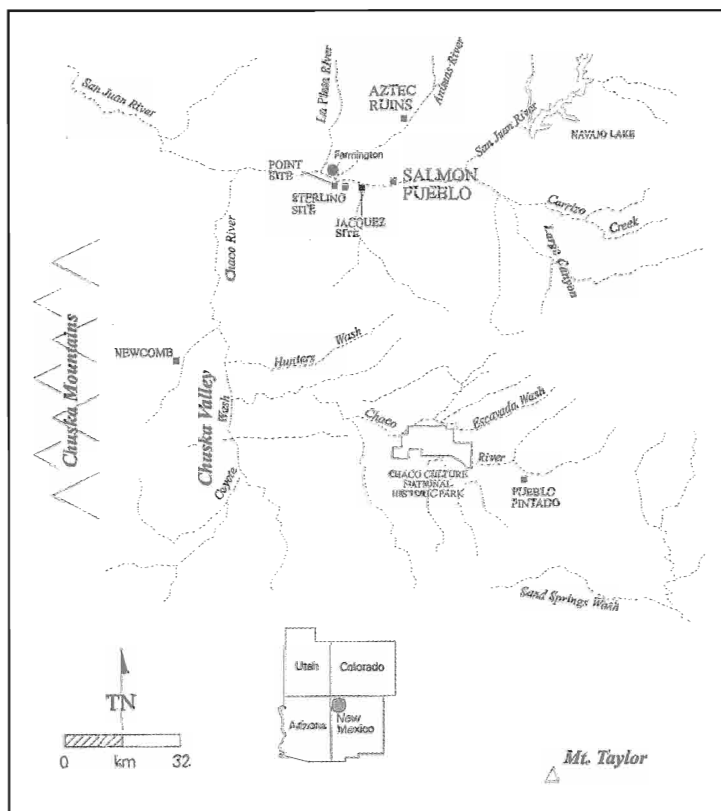 San Juan River
La Plata River
Animas River
AZTEC
RUINS
San Juan River
NAVAJO LAKE
Farmington
POINT
SITE
SALMON
PUEBLO
STERLING
SITE
JACQUEZ
SITE
Carrizo
Creek
Largo Canyon
Chaco River
Chuska Mountains
NEWCOMB
Hunters Wash
Chuska Valley
Wash
Coyote
Chaco
Escavada Wash
River
CHACO CULTURE
NATIONAL
HISTORIC PARK
PUEBLO
PINTADO
Sand Springs Wash
TN
0 km 32
Utah
Colorado
Arizona
New
Mexico
Mt. Taylor